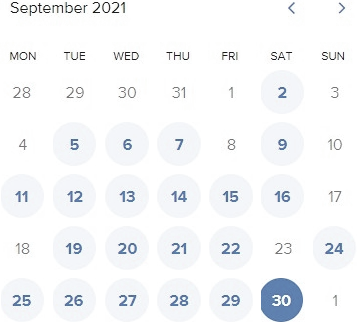 September 2021
MON TUE WED THU FRI SAT SUN
28 29 30 31 1 2 3
4 5 6 7 8 9 10
11 12 13 14 15 16 17
18 19 20 21 22 23 24
25 26 27 28 29 30 1